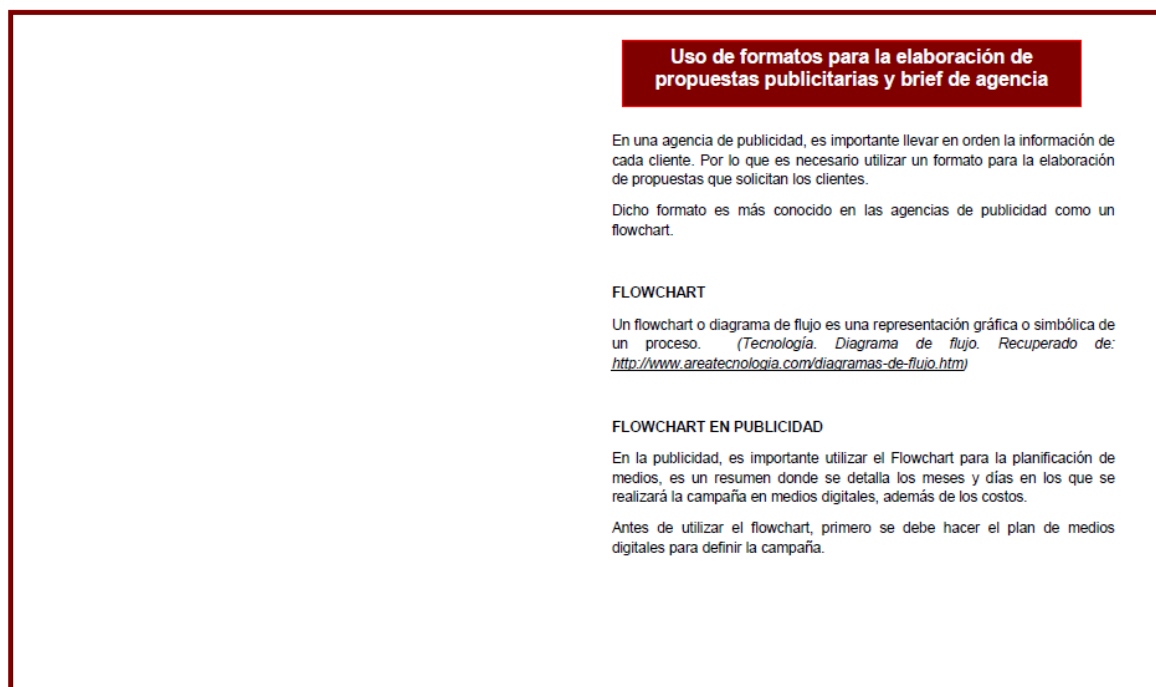 Uso de formatos para la elaboración de
propuestas publicitarias y brief de agencia
En una agencia de publicidad, es importante llevar en orden la información de
cada cliente. Por lo que es necesario utilizar un formato para la elaboración
de propuestas que solicitan los clientes.
Dicho formato es más conocido en las agencias de publicidad como un
flowchart.
FLOWCHART
Un flowchart o diagrama de flujo es una representación gráfica o simbólica de
un proceso. (Tecnología. Diagrama de flujo. Recuperado de:
http://www.areatecnologia.com/diagramas-de-flujo.htm)
FLOWCHART EN PUBLICIDAD
En la publicidad, es importante utilizar el Flowchart para la planificación de
medios, es un resumen donde se detalla los meses y días en los que se
realizará la campaña en medios digitales, además de los costos.
Antes de utilizar el flowchart, primero se debe hacer el plan de medios
digitales para definir la campaña.